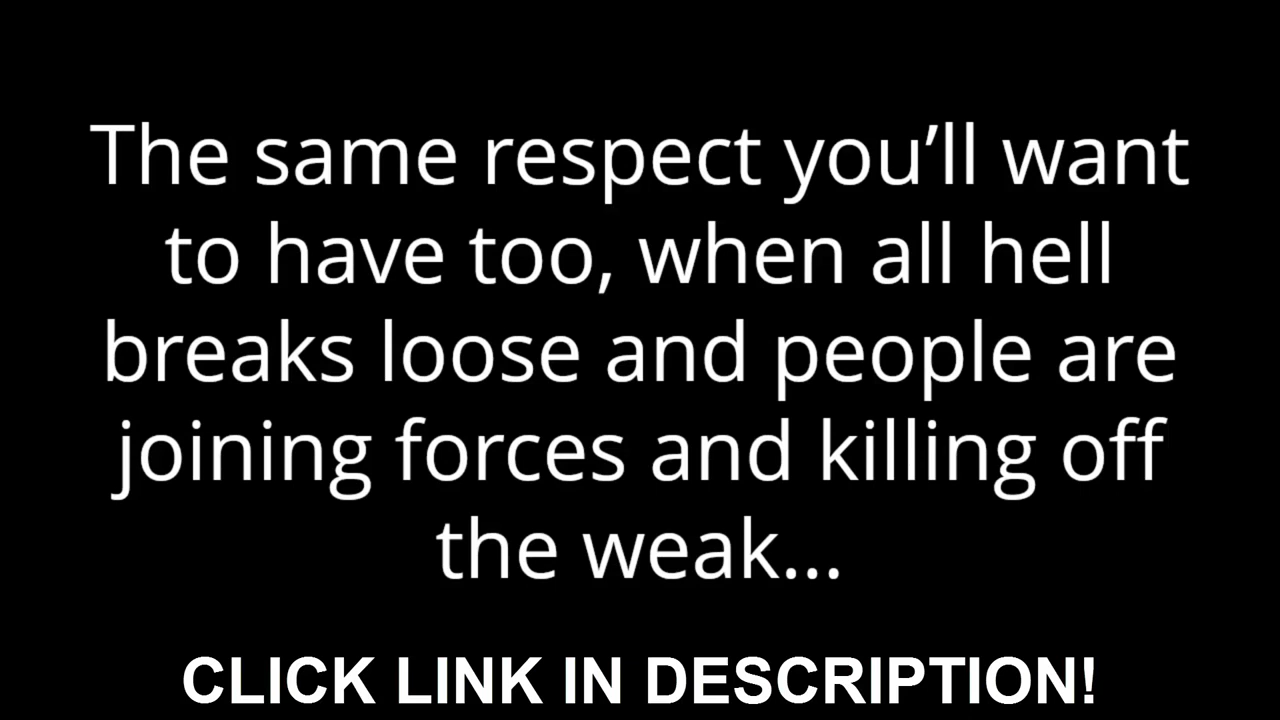 The same respect you’ll want
to have too, when all hell
breaks loose and people are
joining forces and killing off
the weak...
CLICK LINK IN DESCRIPTION!